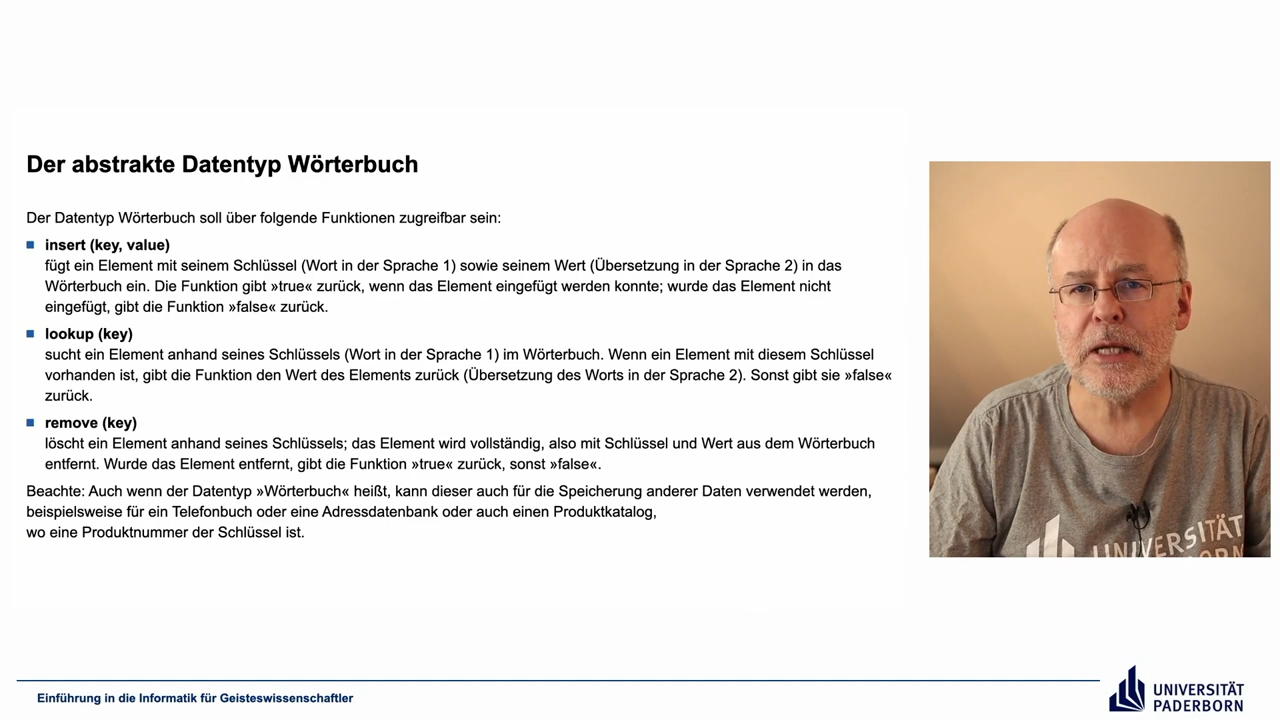 Der abstrakte Datentyp Wörterbuch
Der Datentyp Wörterbuch soll über folgende Funktionen zugreifbar sein:
insert (key, value)
fügt ein Element mit seinem Schlüssel (Wort in der Sprache 1) sowie seinem Wert (Übersetzung in der Sprache 2) in das
Wörterbuch ein. Die Funktion gibt »true« zurück, wenn das Element eingefügt werden konnte; wurde das Element nicht
eingefügt, gibt die Funktion »false« zurück.
lookup (key)
sucht ein Element anhand seines Schlüssels (Wort in der Sprache 1) im Wörterbuch. Wenn ein Element mit diesem Schlüssel
vorhanden ist, gibt die Funktion den Wert des Elements zurück (Übersetzung des Worts in der Sprache 2). Sonst gibt sie »false«
zurück.
remove (key)
löscht ein Element anhand seines Schlüssels; das Element wird vollständig, also mit Schlüssel und Wert aus dem Wörterbuch
entfernt. Wurde das Element entfernt, gibt die Funktion »true« zurück, sonst »false«.
Beachte: Auch wenn der Datentyp »Wörterbuch« heißt, kann dieser auch für die Speicherung anderer Daten verwendet werden,
beispielsweise für ein Telefonbuch oder eine Adressdatenbank oder auch einen Produktkatalog,
wo eine Produktnummer der Schlüssel ist.
UNIVERSITÄT
Einführung in die Informatik für Geisteswissenschaftler
UNIVERSITÄT
PADERBORN